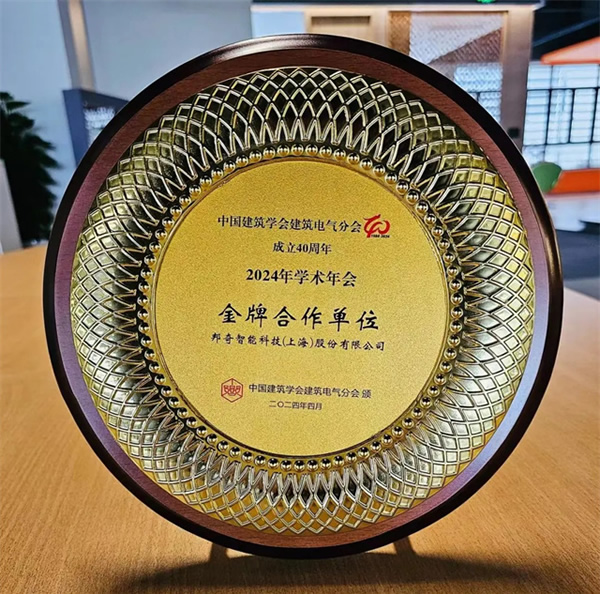 中国建筑学会建筑电气分会
成立40周年
2024年学术年会
金牌合作单位
邦奇智能科技(上海)股份有限公司
中国建筑学会建筑电气分会 颁
二〇二四年四月